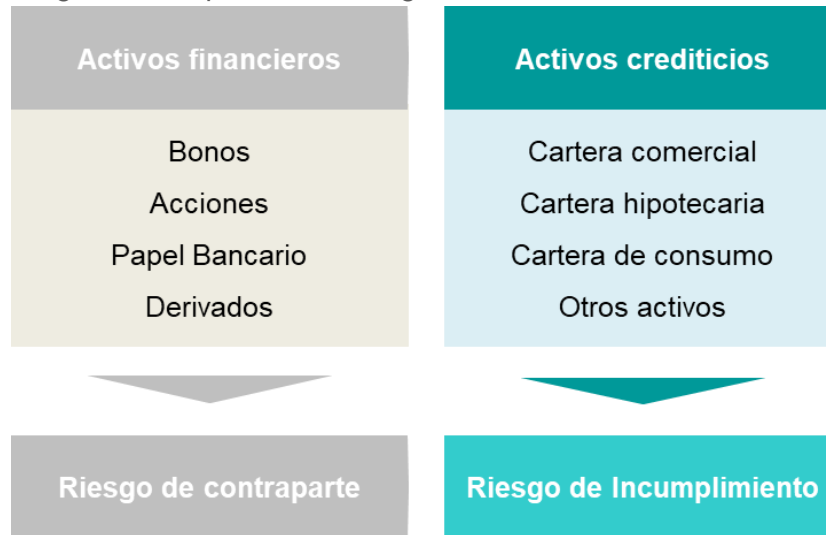 Activos financieros
Bonos
Acciones
Papel Bancario
Derivados
Riesgo de contraparte
Activos crediticios
Cartera comercial
Cartera hipotecaria
Cartera de consumo
Otros activos
Riesgo de Incumplimiento